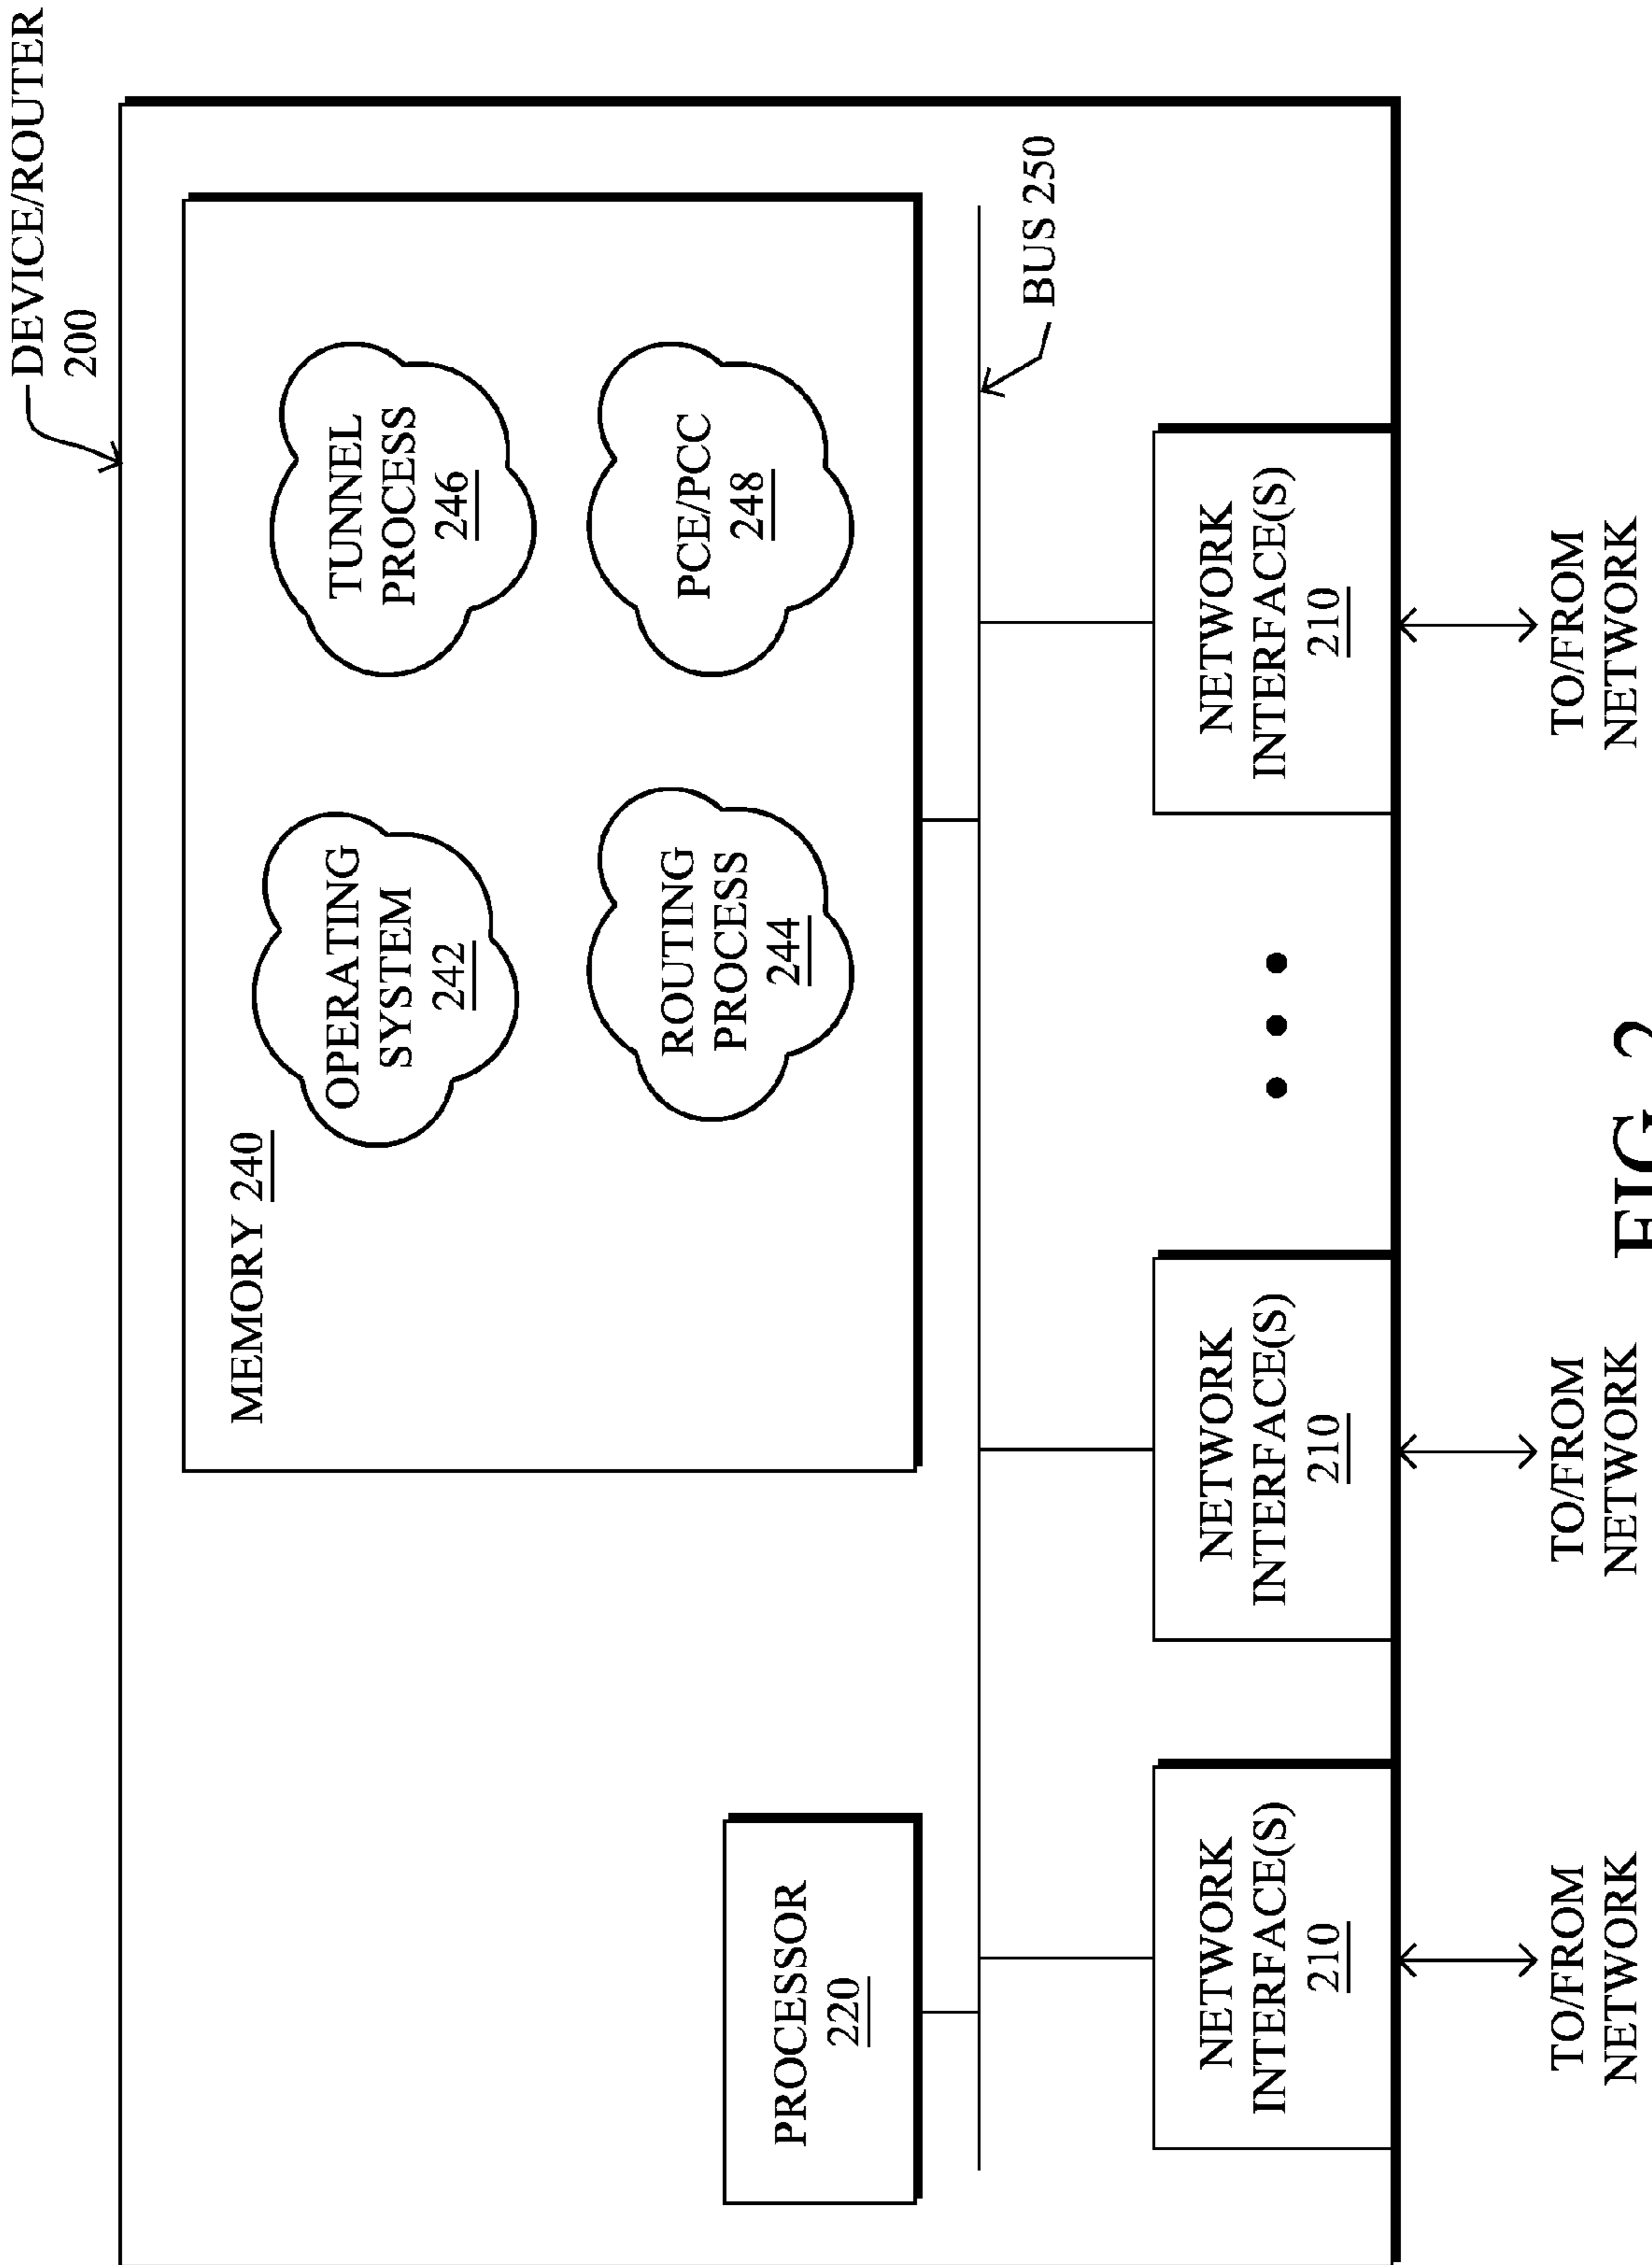 DEVICE/ROUTER
200
MEMORY 240
OPERATING
SYSTEM
242
TUNNEL
PROCESS
246
ROUTING
PROCESS
244
PCE/PCC
248
PROCESSOR
220
BUS 250
NETWORK
INTERFACE(S)
210
NETWORK
INTERFACE(S)
210
NETWORK
INTERFACE(S)
210
TO/FROM
NETWORK
TO/FROM
NETWORK
TO/FROM
NETWORK
FIG. 2